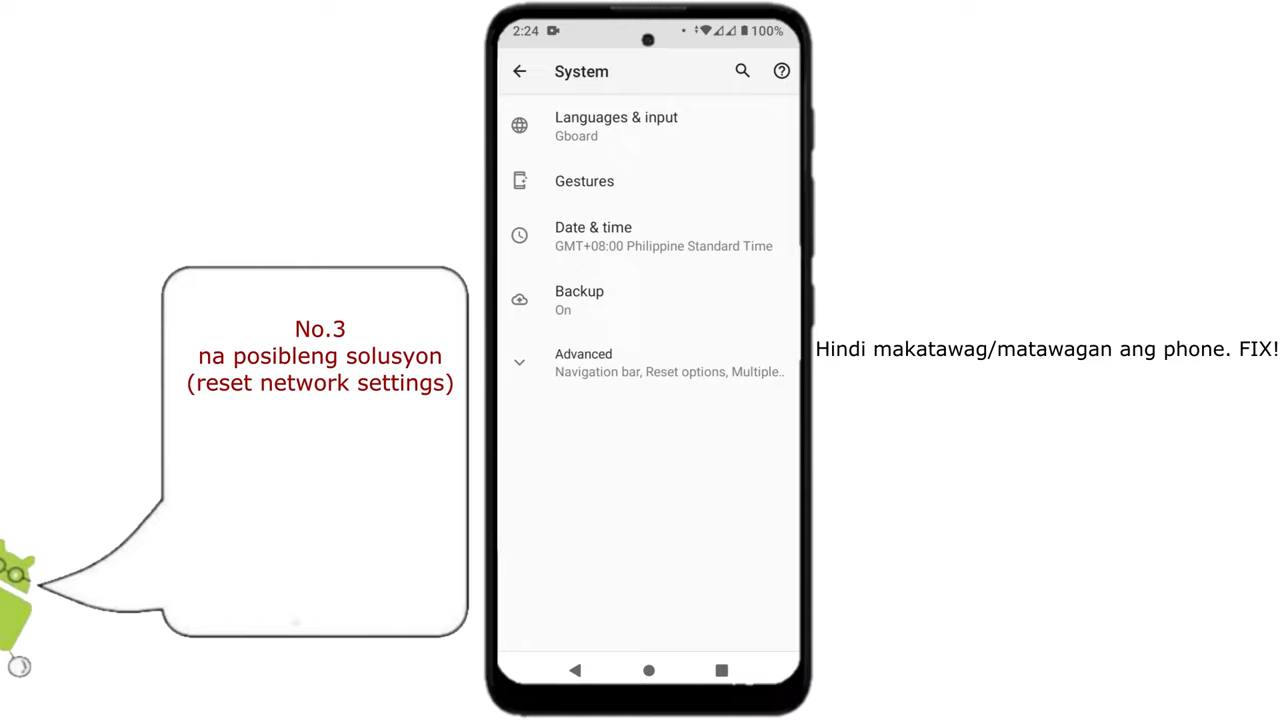 2:24
100%
System
Languages & input
Gboard
Gestures
Date & time
GMT+08:00 Philippine Standard Time
Backup
On
Advanced
Navigation bar, Reset options, Multiple..
No.3
na posibleng solusyon
(reset network settings)
Hindi makatawag/matawagan ang phone. FIX!